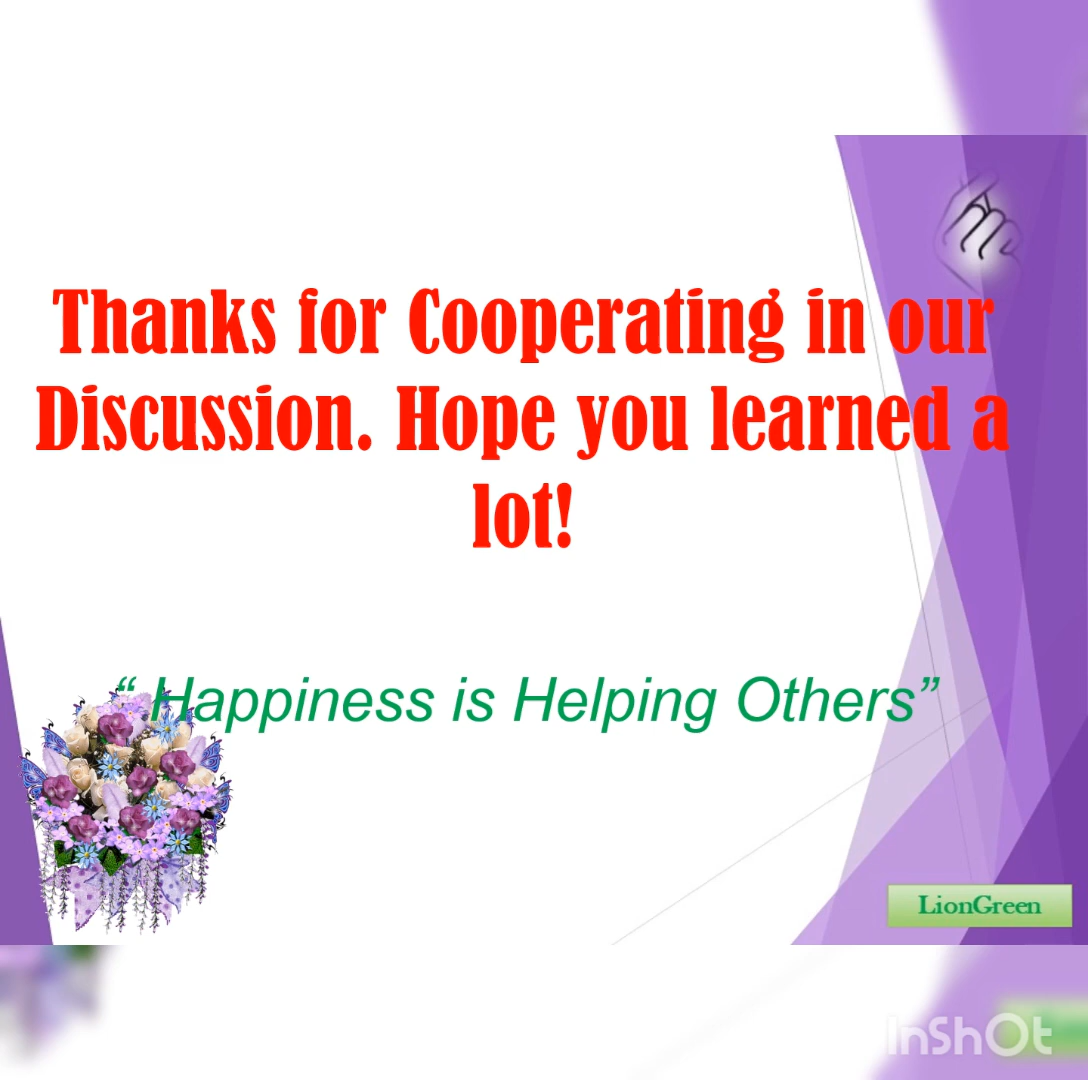 Thanks for Cooperating in our
Discussion. Hope you learned a
lot!
“ Happiness is Helping Others”
LionGreen
InShOt